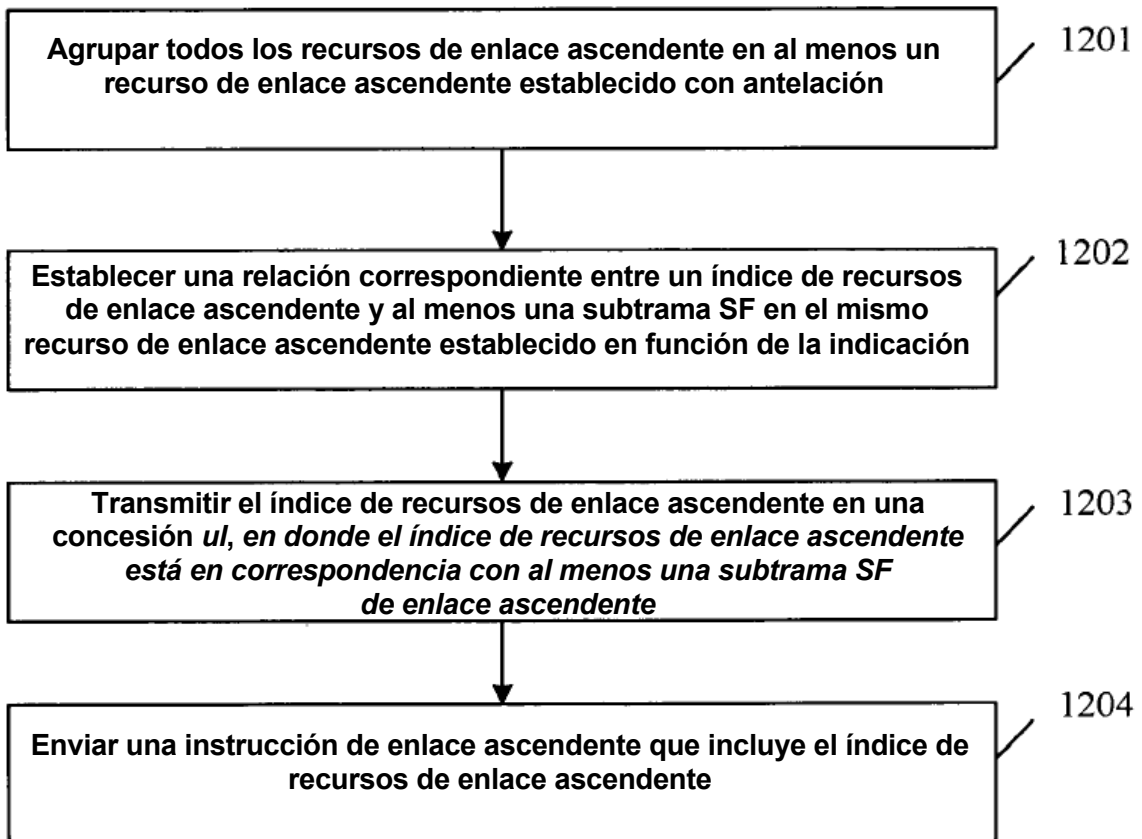 Agrupar todos los recursos de enlace ascendente en al menos un
recurso de enlace ascendente establecido con antelación
1201
Establecer una relación correspondiente entre un índice de recursos
de enlace ascendente y al menos una subtrama SF en el mismo
recurso de enlace ascendente establecido en función de la indicación
1202
Transmitir el índice de recursos de enlace ascendente en una
concesión ul, en donde el índice de recursos de enlace ascendente
está en correspondencia con al menos una subtrama SF
de enlace ascendente
1203
Enviar una instrucción de enlace ascendente que incluye el índice de
recursos de enlace ascendente
1204